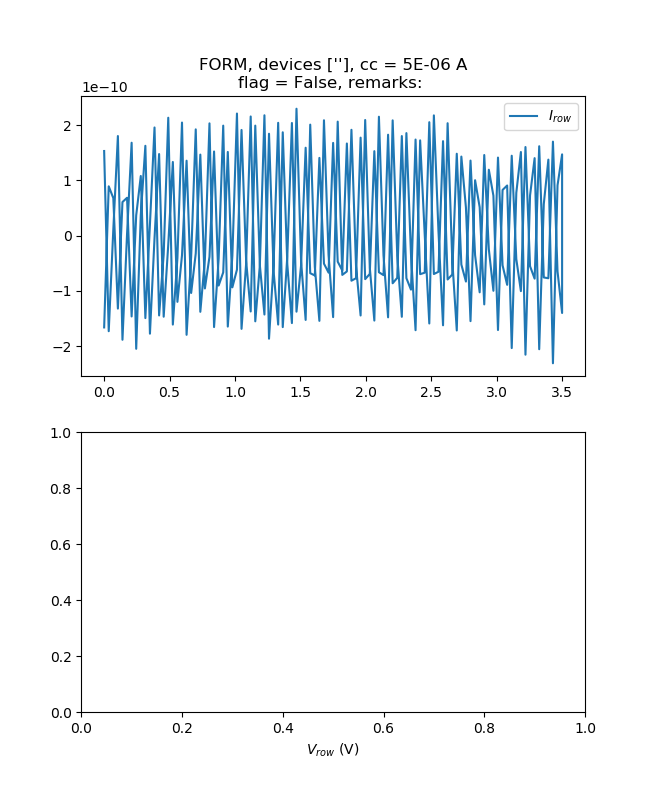 FORM, devices [''], cc = 5E-06 A
flag = False, remarks:
1e−10
I_row
2
1
0
−1
−2
0.0 0.5 1.0 1.5 2.0 2.5 3.0 3.5
1.0
0.8
0.6
0.4
0.2
0.0
0.0 0.2 0.4 0.6 0.8 1.0
V_row (V)